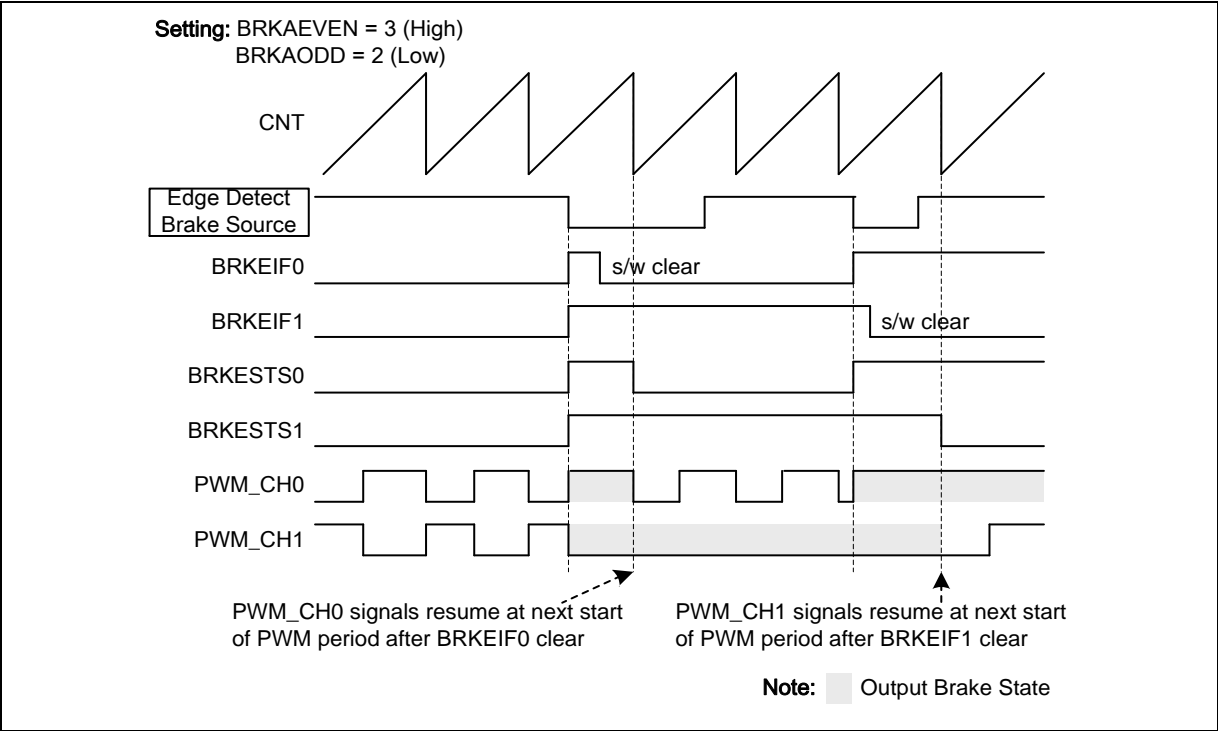 Setting: BRKAEVEN = 3 (High)
BRKAODD = 2 (Low)
CNT
Edge Detect
Brake Source
BRKEIF0
s/w clear
BRKEIF1
s/w clear
BRKESTS0
BRKESTS1
PWM_CH0
PWM_CH1
PWM_CH0 signals resume at next start
of PWM period after BRKEIF0 clear
PWM_CH1 signals resume at next start
of PWM period after BRKEIF1 clear
Note: Output Brake State